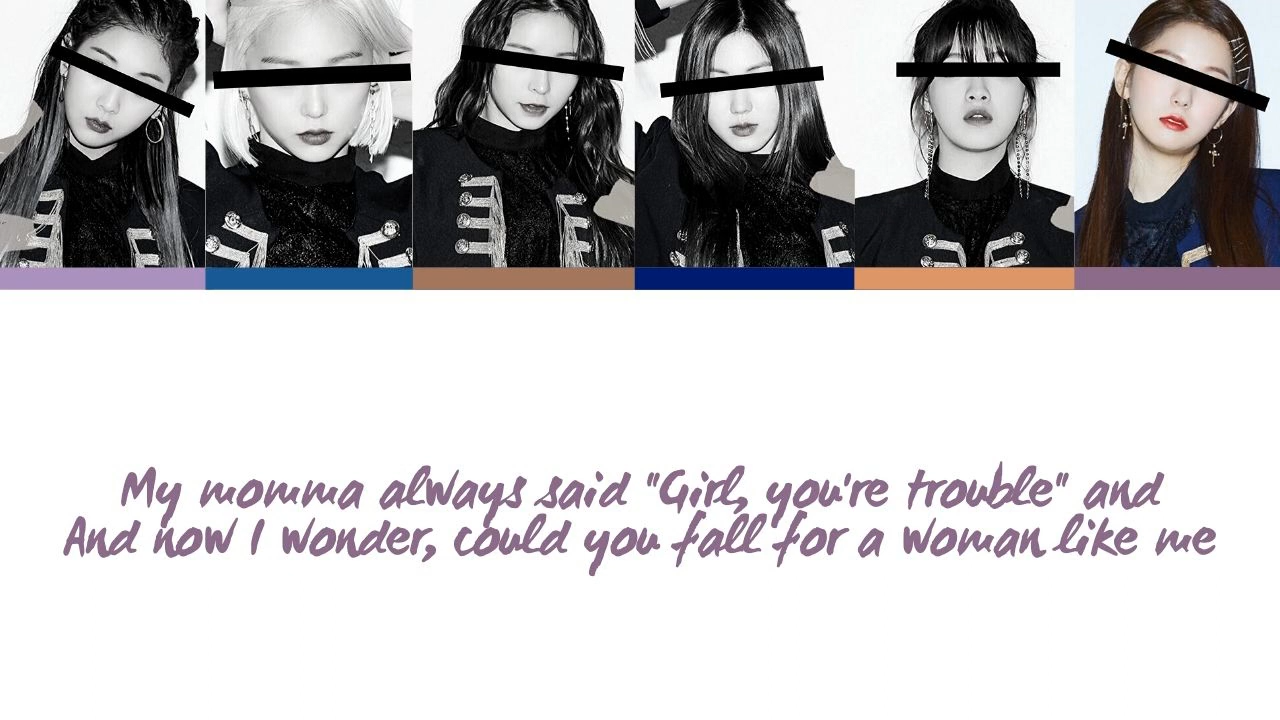 My momma always said "Girl, you're trouble" and
And now I wonder, could you fall for a woman like me